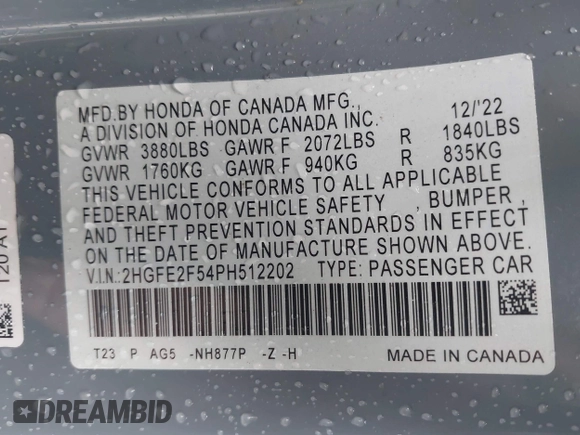 MFD.BY HONDA OF CANADA MFG., 12/'22
A DIVISION OF HONDA CANADA INC.
GVWR 3880LBS GAWR F 2072LBS R 1840LBS
GVWR 1760KG GAWR F 940KG R 835KG
THIS VEHICLE CONFORMS TO ALL APPLICABLE
FEDERAL MOTOR VEHICLE SAFETY , BUMPER ,
AND THEFT PREVENTION STANDARDS IN EFFECT
ON THE DATE OF MANUFACTURE SHOWN ABOVE.
V.I.N.:2HGFE2F54PH512202 TYPE: PASSENGER CAR
T23 P AG5 -NH877P -Z -H
MADE IN CANADA
DREAMBID